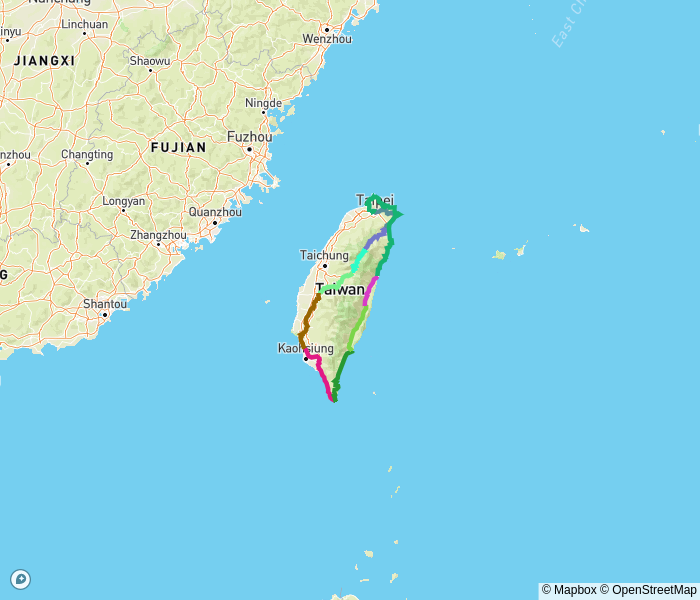 Nanchang
Linchuan
inyu
Wenzhou
JIANGXI
Shaowu
East Ch
Ningde
Fuzhou
FUJIAN
nzhou
Changting
Longyan
Taipei
Quanzhou
Zhangzhou
Taichung
G
Taiwan
Shantou
Kaohsiung
© Mapbox © OpenStreetMap